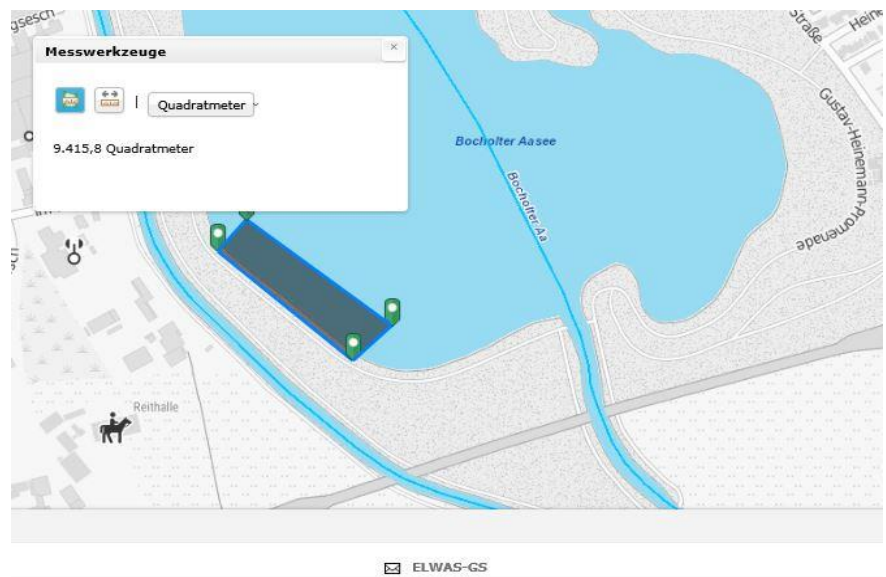 Messwerkzeuge
Quadratmeter
9.415,8 Quadratmeter
Bocholter Aasee
Bocholter Aa
Straße
Gustav-Heinemann-Promenade
Reithalle
ELWAS-GS